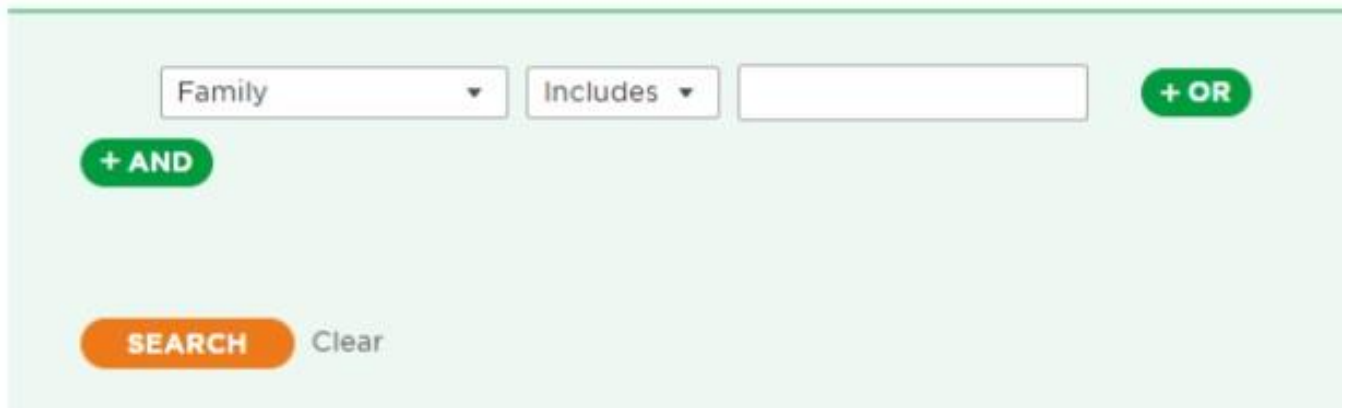 Family Includes + OR
+ AND
SEARCH Clear